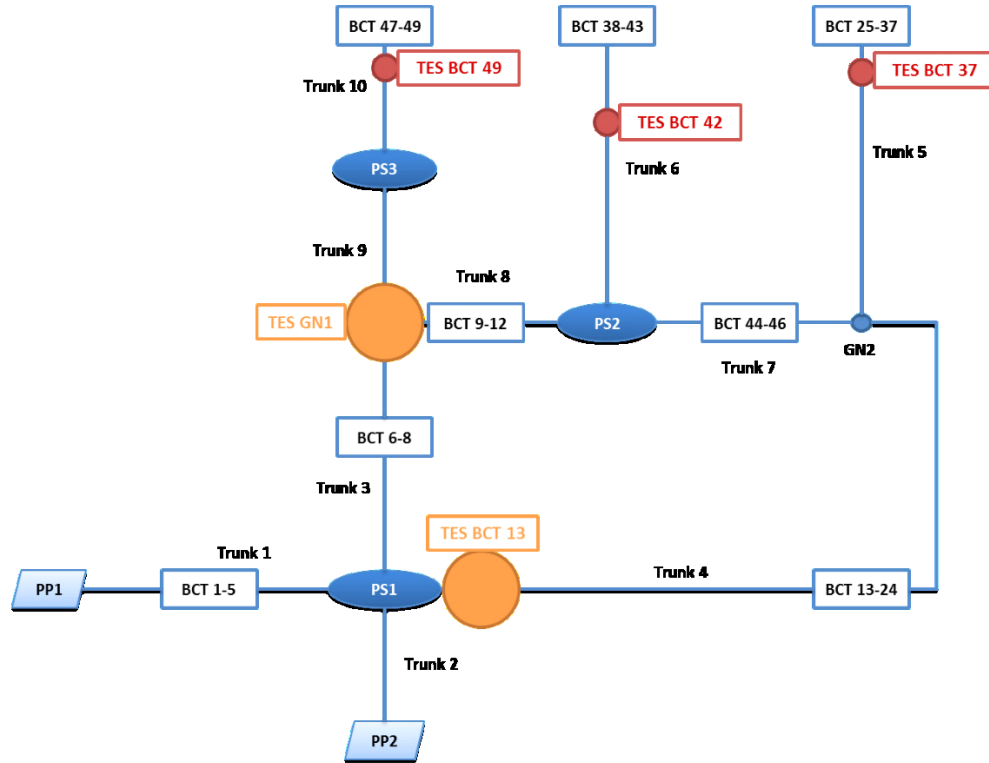 BCT 47-49
BCT 38-43
BCT 25-37
TES BCT 49
TES BCT 37
Trunk 10
TES BCT 42
Trunk 5
Trunk 6
PS3
Trunk 9
Trunk 8
TES GN1
BCT 9-12
PS2
BCT 44-46
GN2
Trunk 7
BCT 6-8
Trunk 3
TES BCT 13
Trunk 1
Trunk 4
PP1
BCT 1-5
PS1
BCT 13-24
Trunk 2
PP2